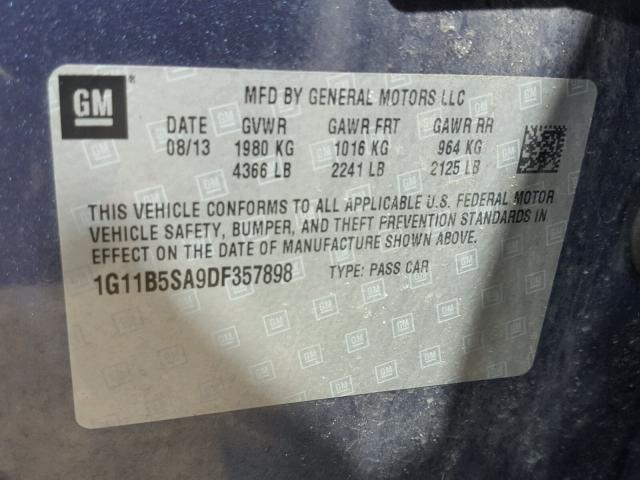 GM ®
MFD BY GENERAL MOTORS LLC
DATE GVWR GAWR FRT GAWR RR
08/13 1980 KG 1016 KG 964 KG
4366 LB 2241 LB 2125 LB
THIS VEHICLE CONFORMS TO ALL APPLICABLE U.S. FEDERAL MOTOR
VEHICLE SAFETY, BUMPER, AND THEFT PREVENTION STANDARDS IN
EFFECT ON THE DATE OF MANUFACTURE SHOWN ABOVE.
1G11B5SA9DF357898 TYPE: PASS CAR